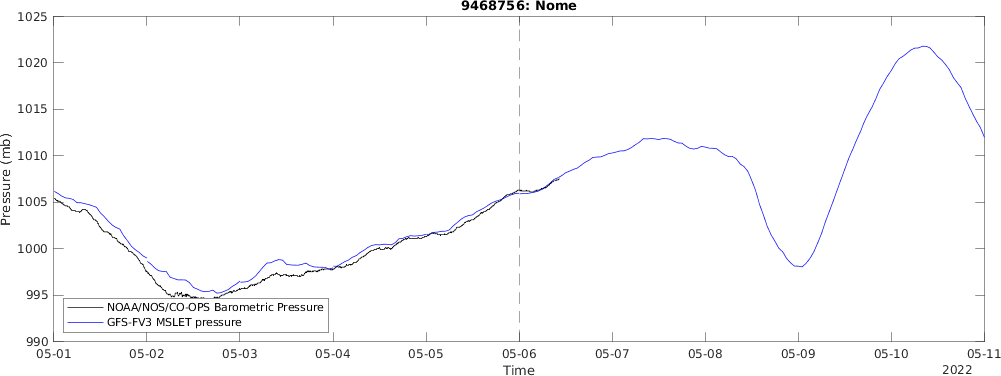 9468756: Nome
1025
1020
1015
1010
1005
1000
995
990
Pressure (mb)
NOAA/NOS/CO-OPS Barometric Pressure
GFS-FV3 MSLET pressure
05-01 05-02 05-03 05-04 05-05 05-06 05-07 05-08 05-09 05-10 05-11
Time
2022